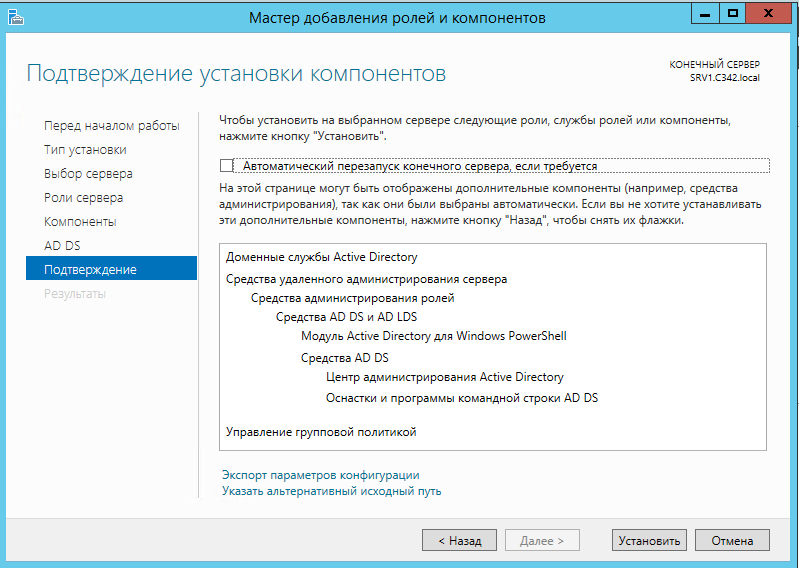 Мастер добавления ролей и компонентов
Подтверждение установки компонентов
КОНЕЧНЫЙ СЕРВЕР
SRV1.C342.local
Перед началом работы
Тип установки
Выбор сервера
Роли сервера
Компоненты
AD DS
Подтверждение
Результаты
Чтобы установить на выбранном сервере следующие роли, службы ролей или компоненты,
нажмите кнопку "Установить".
Автоматический перезапуск конечного сервера, если требуется
На этой странице могут быть отображены дополнительные компоненты (например, средства
администрирования), так как они были выбраны автоматически. Если вы не хотите устанавливать
эти дополнительные компоненты, нажмите кнопку "Назад", чтобы снять их флажки.
Доменные службы Active Directory
Средства удаленного администрирования сервера
Средства администрирования ролей
Средства AD DS и AD LDS
Модуль Active Directory для Windows PowerShell
Средства AD DS
Центр администрирования Active Directory
Оснастки и программы командной строки AD DS
Управление групповой политикой
Экспорт параметров конфигурации
Указать альтернативный исходный путь
< Назад
Далее >
Установить
Отмена